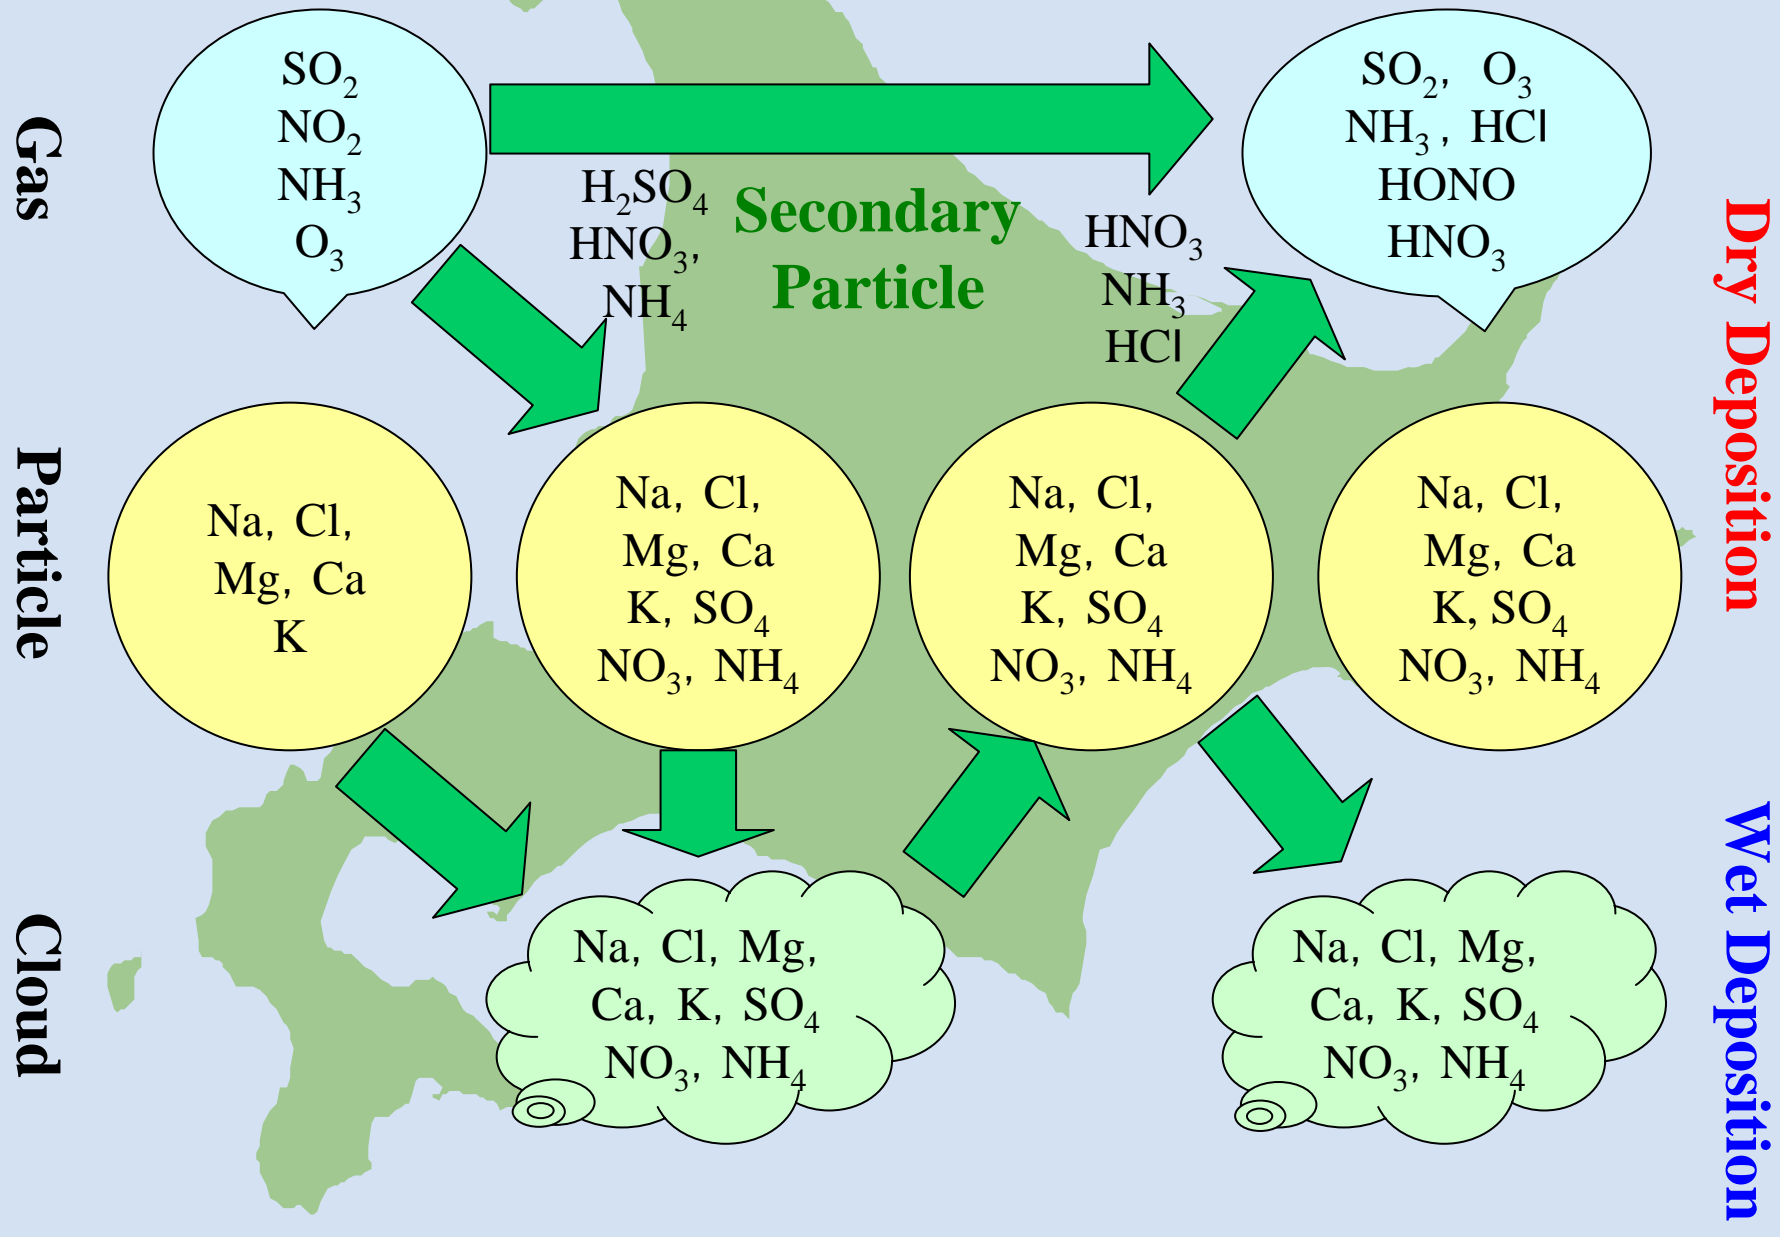 Gas
SO₂
NO₂
NH₃
O₃
H₂SO₄
HNO₃,
NH₄
Secondary
Particle
HNO₃
NH₃
HCl
SO₂, O₃
NH₃, HCl
HONO
HNO₃
Dry Deposition
Particle
Na, Cl,
Mg, Ca
K
Na, Cl,
Mg, Ca
K, SO₄
NO₃, NH₄
Na, Cl,
Mg, Ca
K, SO₄
NO₃, NH₄
Na, Cl,
Mg, Ca
K, SO₄
NO₃, NH₄
Cloud
Na, Cl, Mg,
Ca, K, SO₄
NO₃, NH₄
Na, Cl, Mg,
Ca, K, SO₄
NO₃, NH₄
Wet Deposition